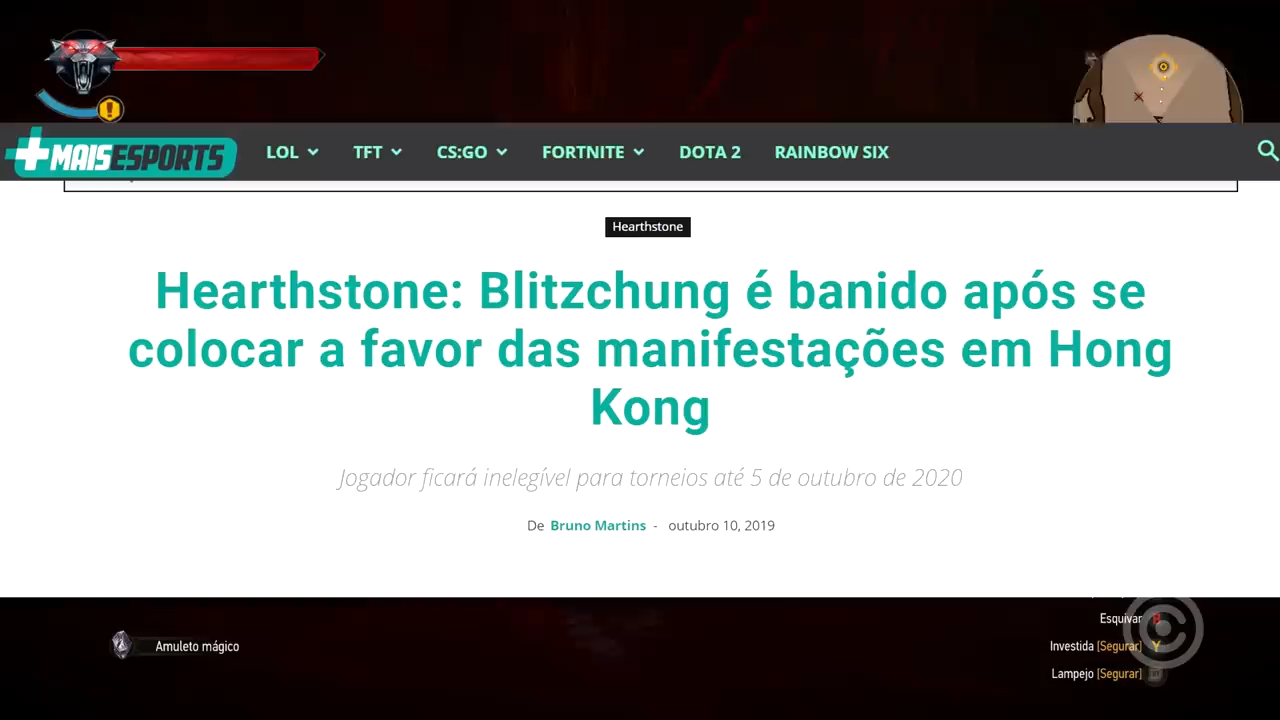 MAISESPORTS
LOL TFT CS:GO FORTNITE DOTA 2 RAINBOW SIX
Hearthstone
Hearthstone: Blitzchung é banido após se
colocar a favor das manifestações em Hong
Kong
Jogador ficará inelegível para torneios até 5 de outubro de 2020
De Bruno Martins - outubro 10, 2019
Esquivar B
Amuleto mágico
Investida [Segurar] Y
Lampejo [Segurar]